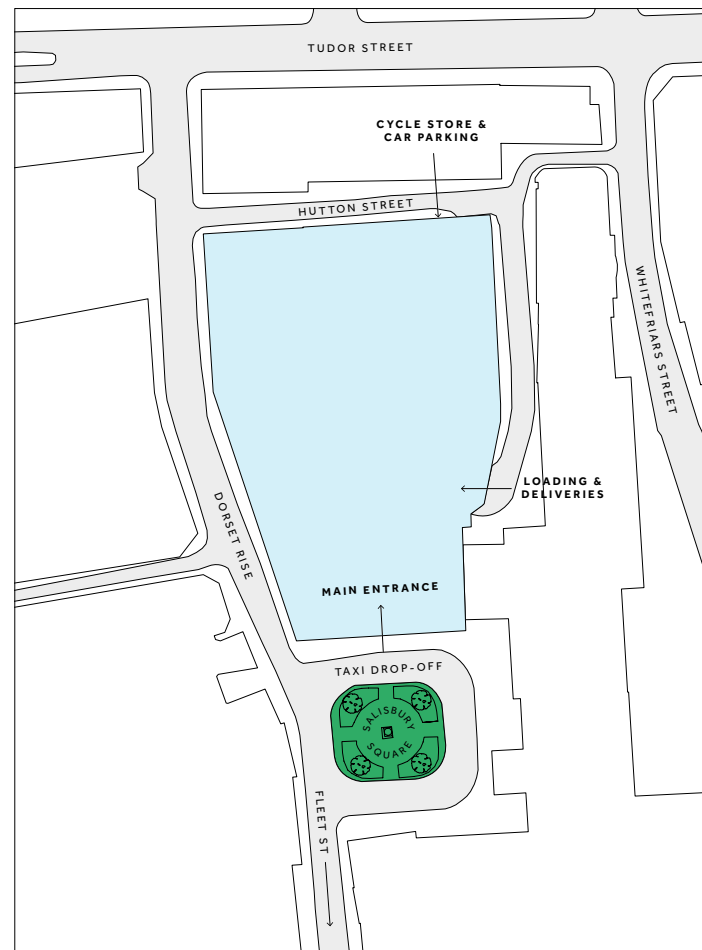 TUDOR STREET
CYCLE STORE &
CAR PARKING
HUTTON STREET
WHITEFRIARS STREET
LOADING &
DELIVERIES
DORSET RISE
MAIN ENTRANCE
TAXI DROP-OFF
SALISBURY
SQUARE
FLEET ST